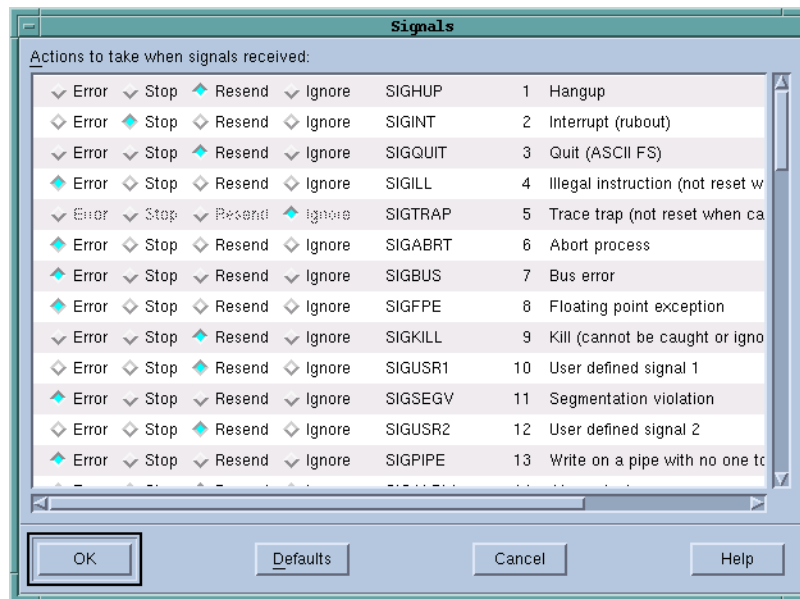 Signals
Actions to take when signals received:
Error Stop Resend Ignore SIGHUP 1 Hangup
Error Stop Resend Ignore SIGINT 2 Interrupt (rubout)
Error Stop Resend Ignore SIGQUIT 3 Quit (ASCII FS)
Error Stop Resend Ignore SIGILL 4 Illegal instruction (not reset w
Error Stop Resend Ignore SIGTRAP 5 Trace trap (not reset when ca
Error Stop Resend Ignore SIGABRT 6 Abort process
Error Stop Resend Ignore SIGBUS 7 Bus error
Error Stop Resend Ignore SIGFPE 8 Floating point exception
Error Stop Resend Ignore SIGKILL 9 Kill (cannot be caught or igno
Error Stop Resend Ignore SIGUSR1 10 User defined signal 1
Error Stop Resend Ignore SIGSEGV 11 Segmentation violation
Error Stop Resend Ignore SIGUSR2 12 User defined signal 2
Error Stop Resend Ignore SIGPIPE 13 Write on a pipe with no one to
OK Defaults Cancel Help